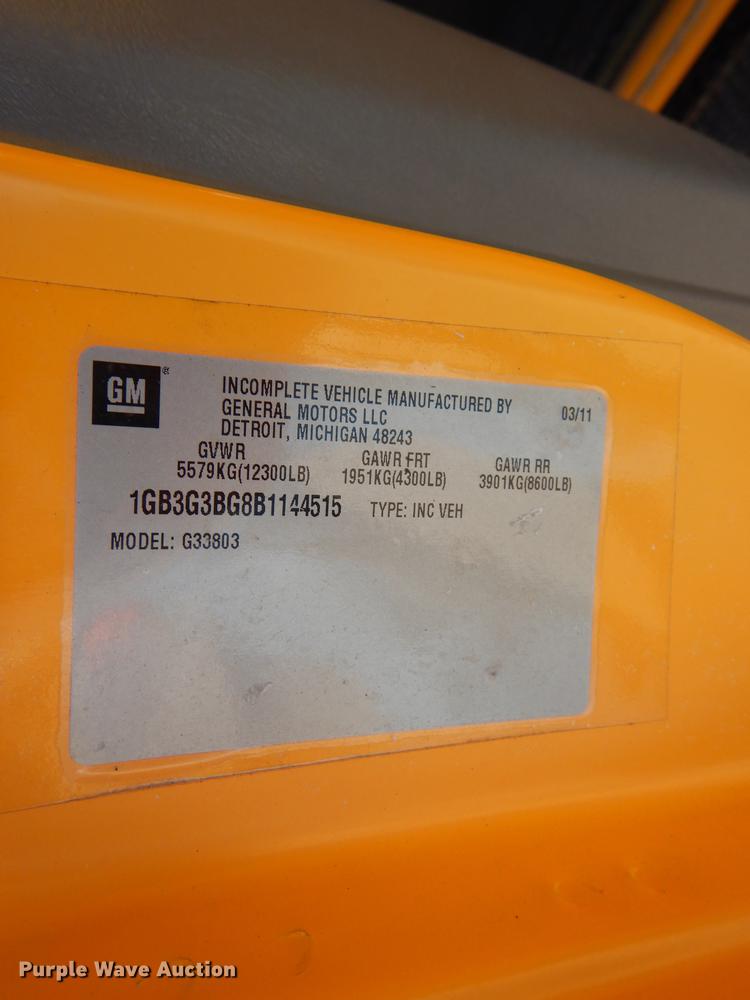 GM®
INCOMPLETE VEHICLE MANUFACTURED BY 03/11
GENERAL MOTORS LLC
DETROIT, MICHIGAN 48243
GVWR GAWR FRT GAWR RR
5579KG(12300LB) 1951KG(4300LB) 3901KG(8600LB)
1GB3G3BG8B1144515 TYPE: INC VEH
MODEL: G33803
Purple Wave Auction